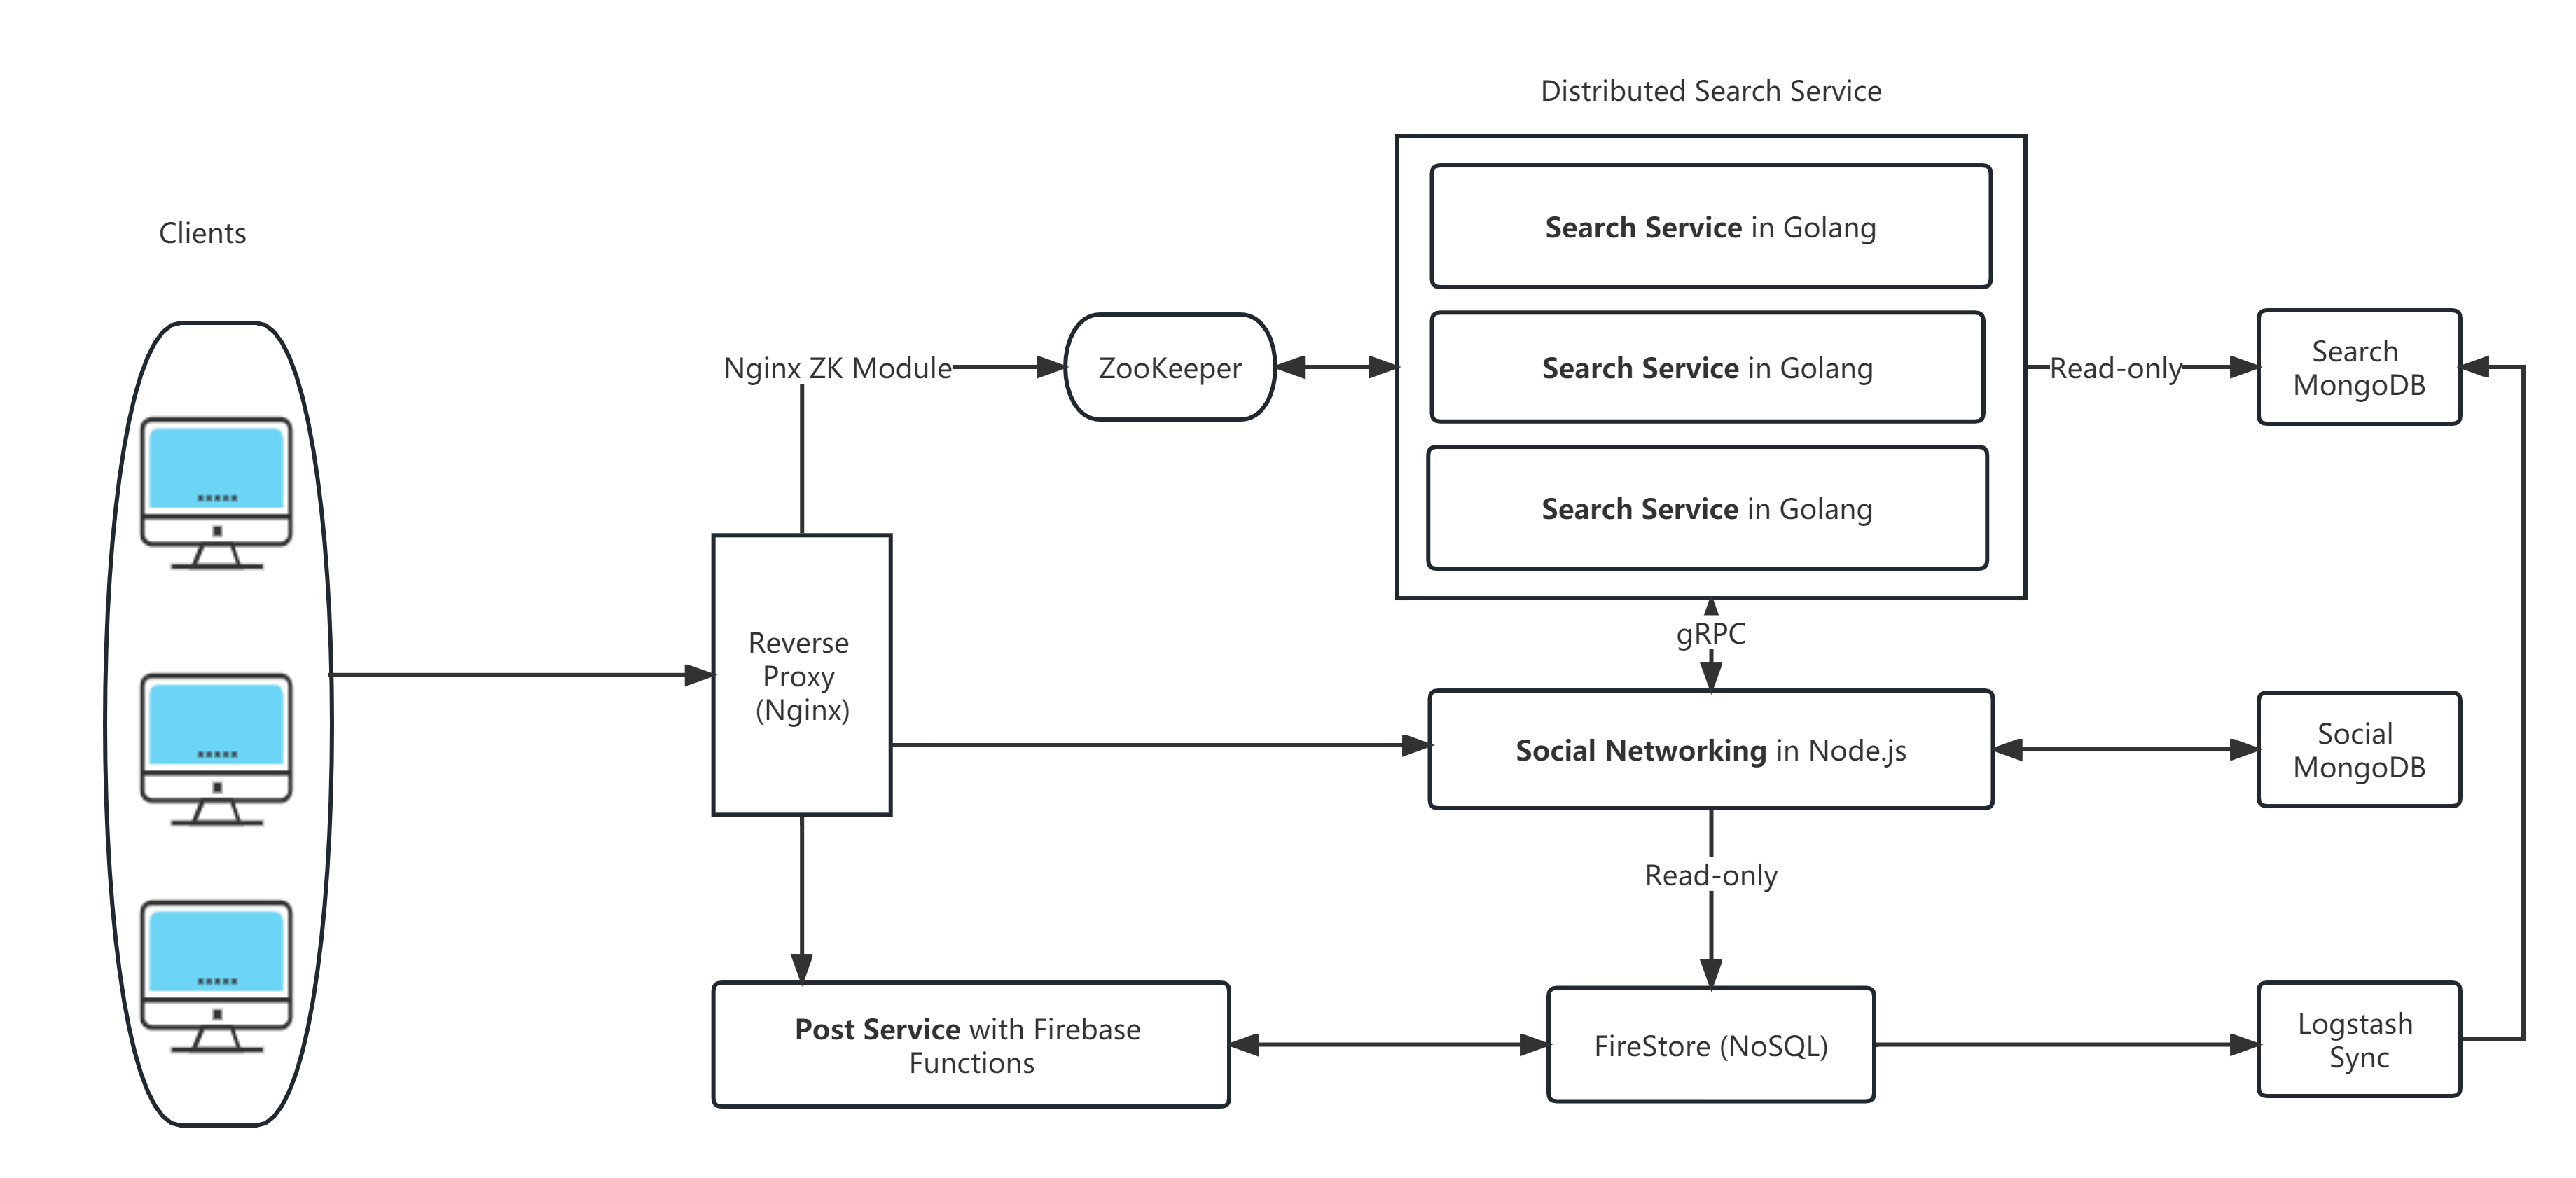 Distributed Search Service
Clients
Search Service in Golang
Nginx ZK Module
ZooKeeper
Search Service in Golang
Read-only
Search
MongoDB
Search Service in Golang
gRPC
Reverse
Proxy
(Nginx)
Social Networking in Node.js
Social
MongoDB
Read-only
Post Service with Firebase
Functions
FireStore (NoSQL)
Logstash
Sync